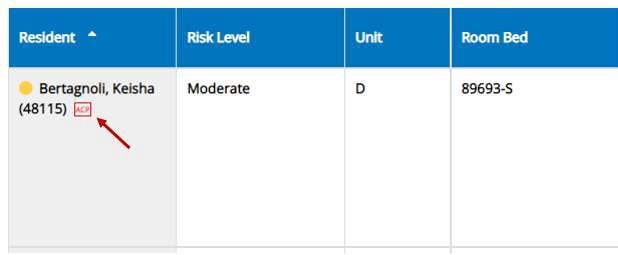 Resident Risk Level Unit Room Bed
Bertagnoli, Keisha Moderate D 89693-S
(48115) ACP